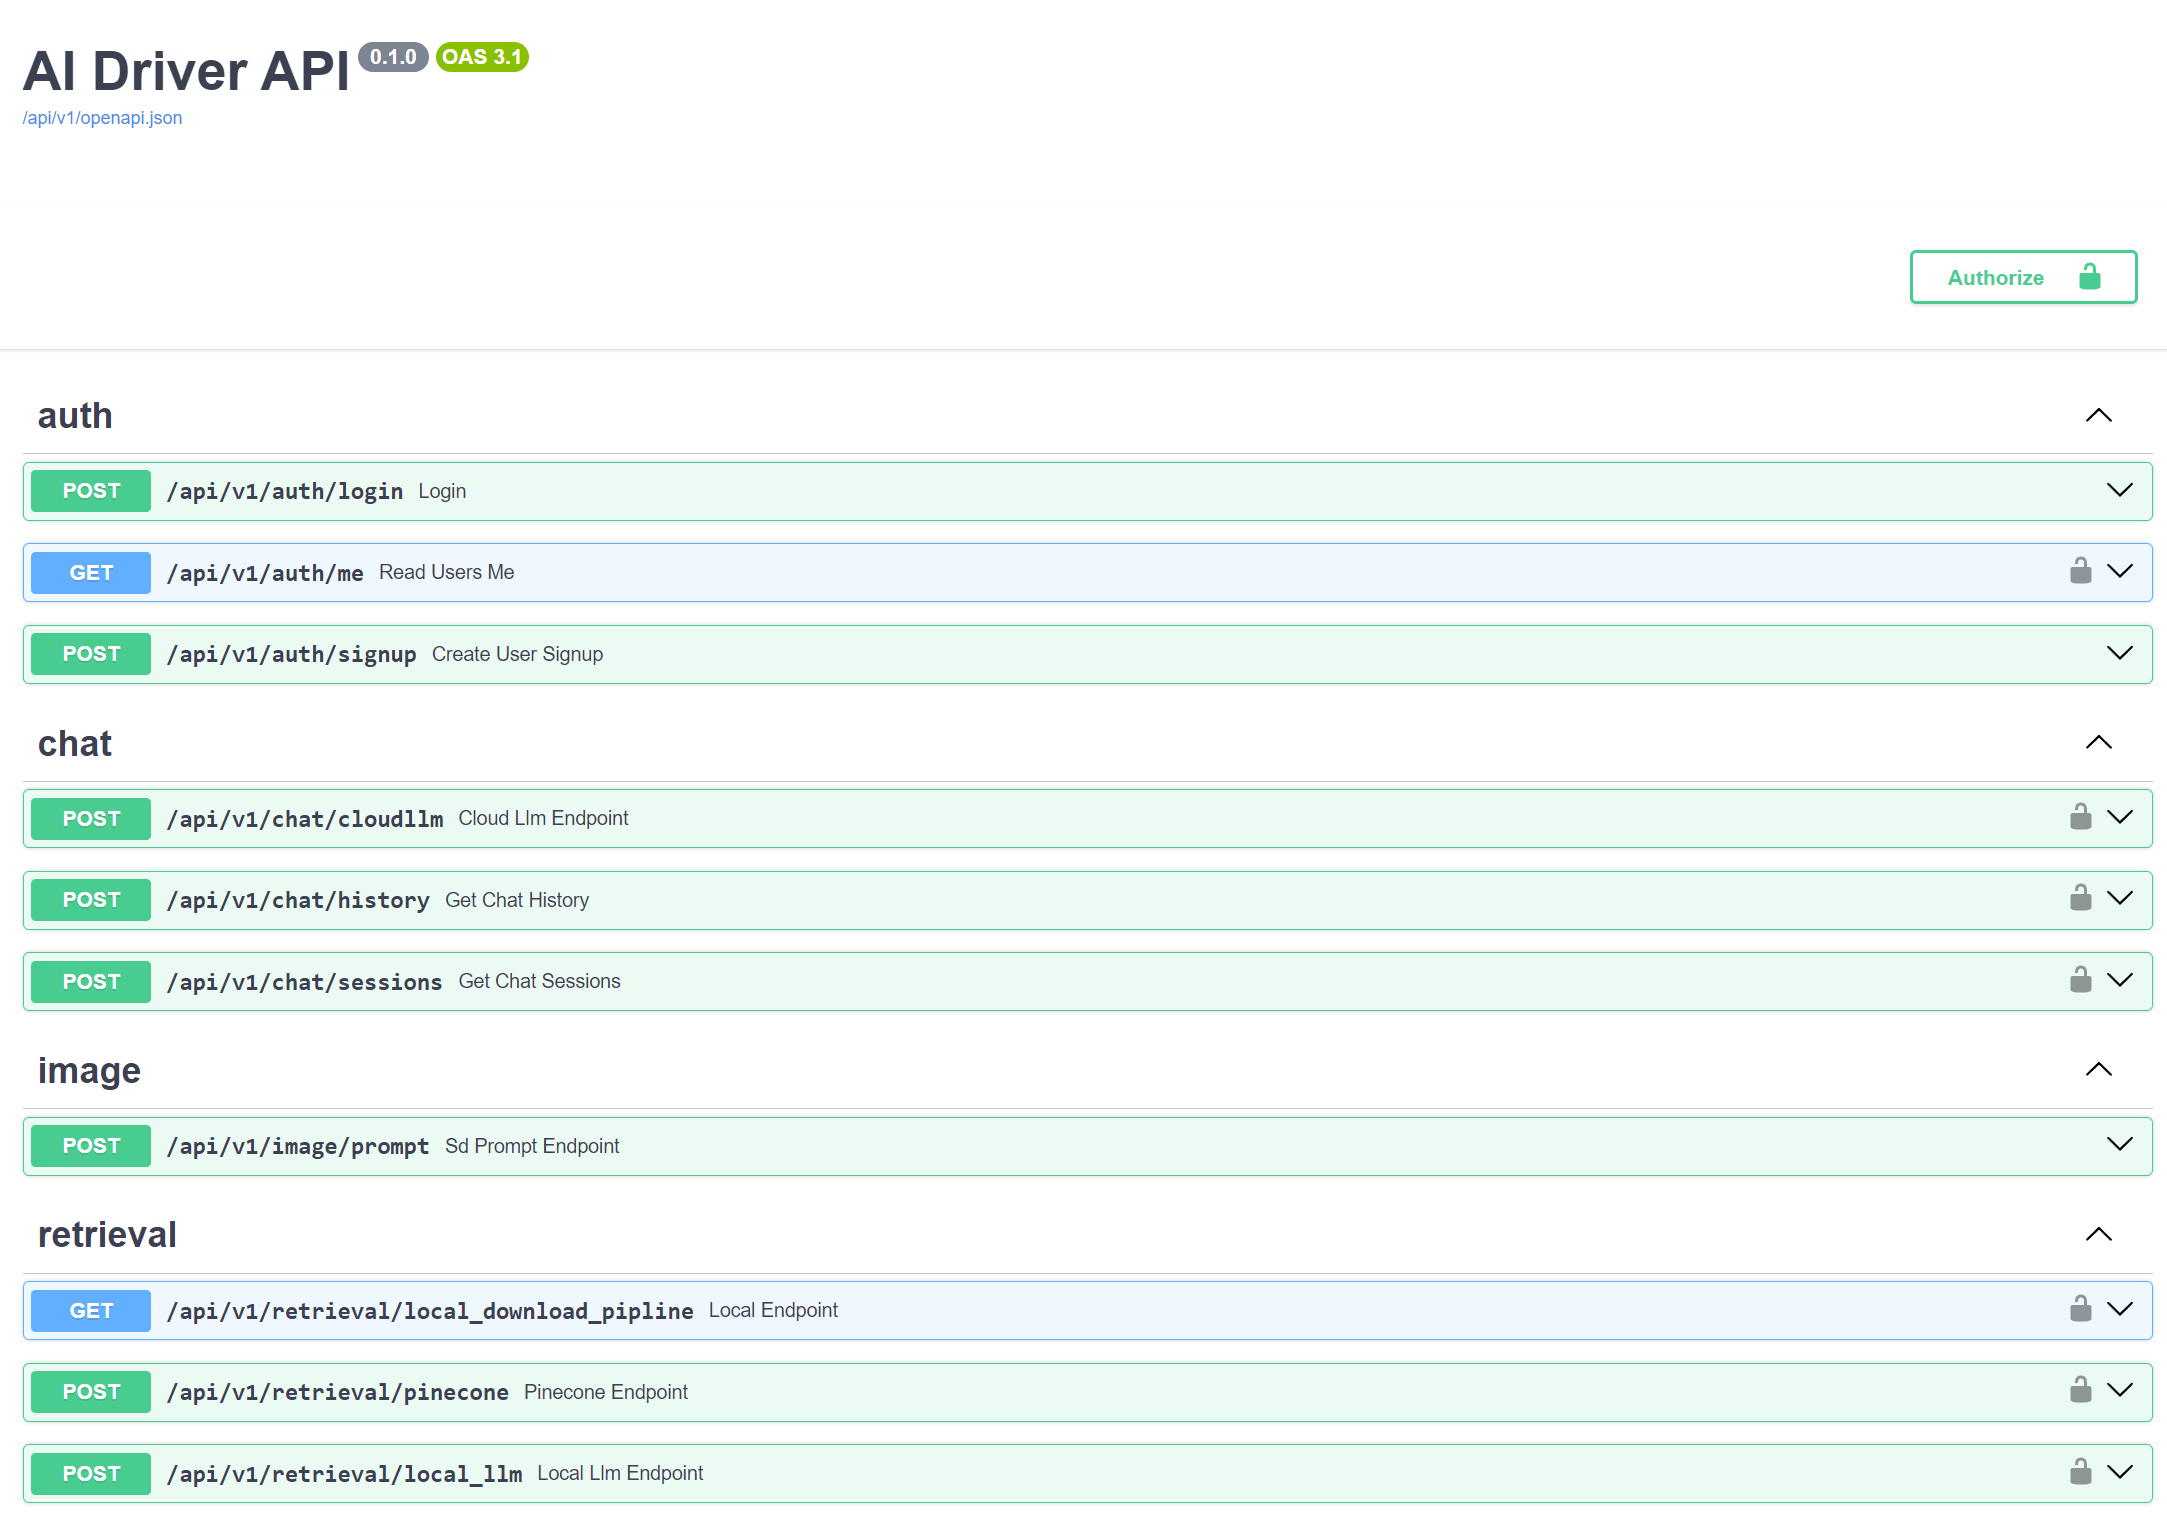 AI Driver API 0.1.0 OAS 3.1
/api/v1/openapi.json
Authorize
auth
POST /api/v1/auth/login Login
GET /api/v1/auth/me Read Users Me
POST /api/v1/auth/signup Create User Signup
chat
POST /api/v1/chat/cloudllm Cloud Llm Endpoint
POST /api/v1/chat/history Get Chat History
POST /api/v1/chat/sessions Get Chat Sessions
image
POST /api/v1/image/prompt Sd Prompt Endpoint
retrieval
GET /api/v1/retrieval/local_download_pipline Local Endpoint
POST /api/v1/retrieval/pinecone Pinecone Endpoint
POST /api/v1/retrieval/local_llm Local Llm Endpoint